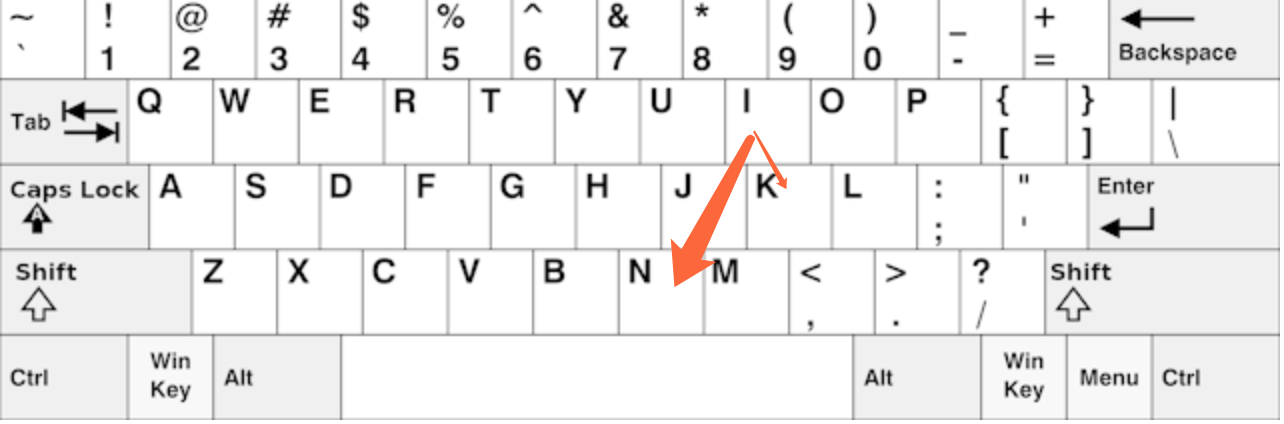 ~ ! @ # $ % ^ & * ( ) _ +
` 1 2 3 4 5 6 7 8 9 0 - = Backspace
Tab Q W E R T Y U I O P { } |
[ ] \
Caps Lock A S D F G H J K L : " Enter
; '
Shift Z X C V B N M < > ? Shift
, . /
Ctrl Win Key Alt Alt Win Key Menu Ctrl